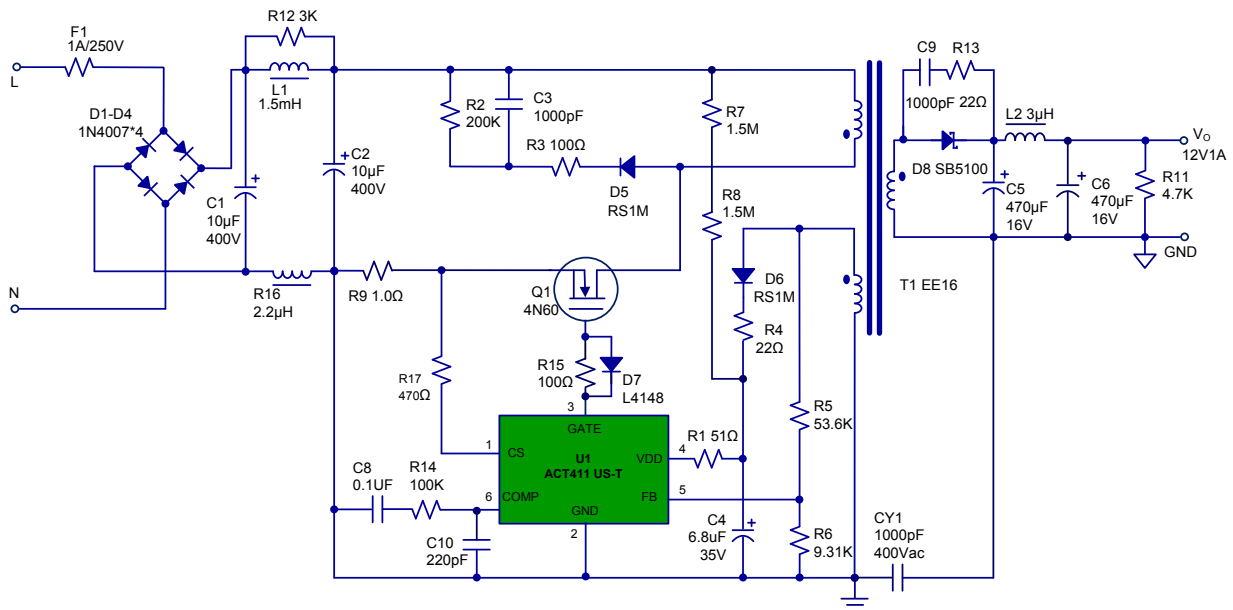 F1
1A/250V
L
D1-D4
1N4007*4
N
R12 3K
L1
1.5mH
C1
10µF
400V
C2
10µF
400V
R16
2.2µH
R2
200K
C3
1000pF
R3 100Ω
D5
RS1M
R7
1.5M
R8
1.5M
R9 1.0Ω
Q1
4N60
R17
470Ω
R15
100Ω
D7
L4148
D6
RS1M
R4
22Ω
R5
53.6K
R6
9.31K
R1 51Ω
C4
6.8uF
35V
C8
0.1UF
R14
100K
C10
220pF
3
GATE
1
CS
U1
ACT411 US-T
VDD
4
FB
5
6
COMP
GND
2
T1 EE16
C9
R13
1000pF
22Ω
D8 SB5100
L2 3µH
C5
470µF
16V
C6
470µF
16V
R11
4.7K
VO
12V1A
GND
CY1
1000pF
400Vac